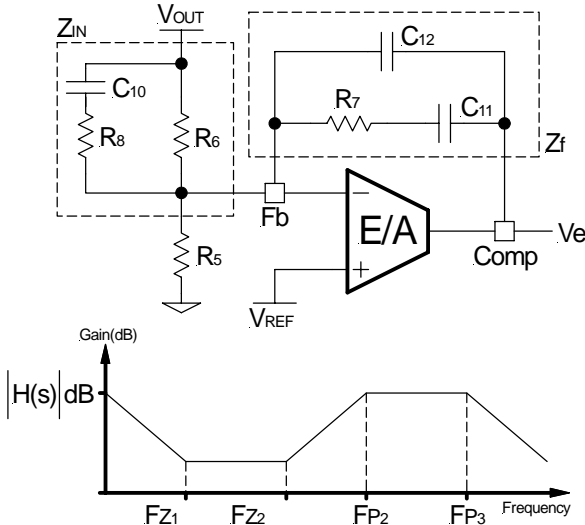 ZIN
VOUT
C12
C10
R8
R6
R7
C11
Zf
Fb
−
E/A
+
R5
Comp
Ve
VREF
Gain(dB)
|H(s)| dB
FZ1
FZ2
FP2
FP3
Frequency